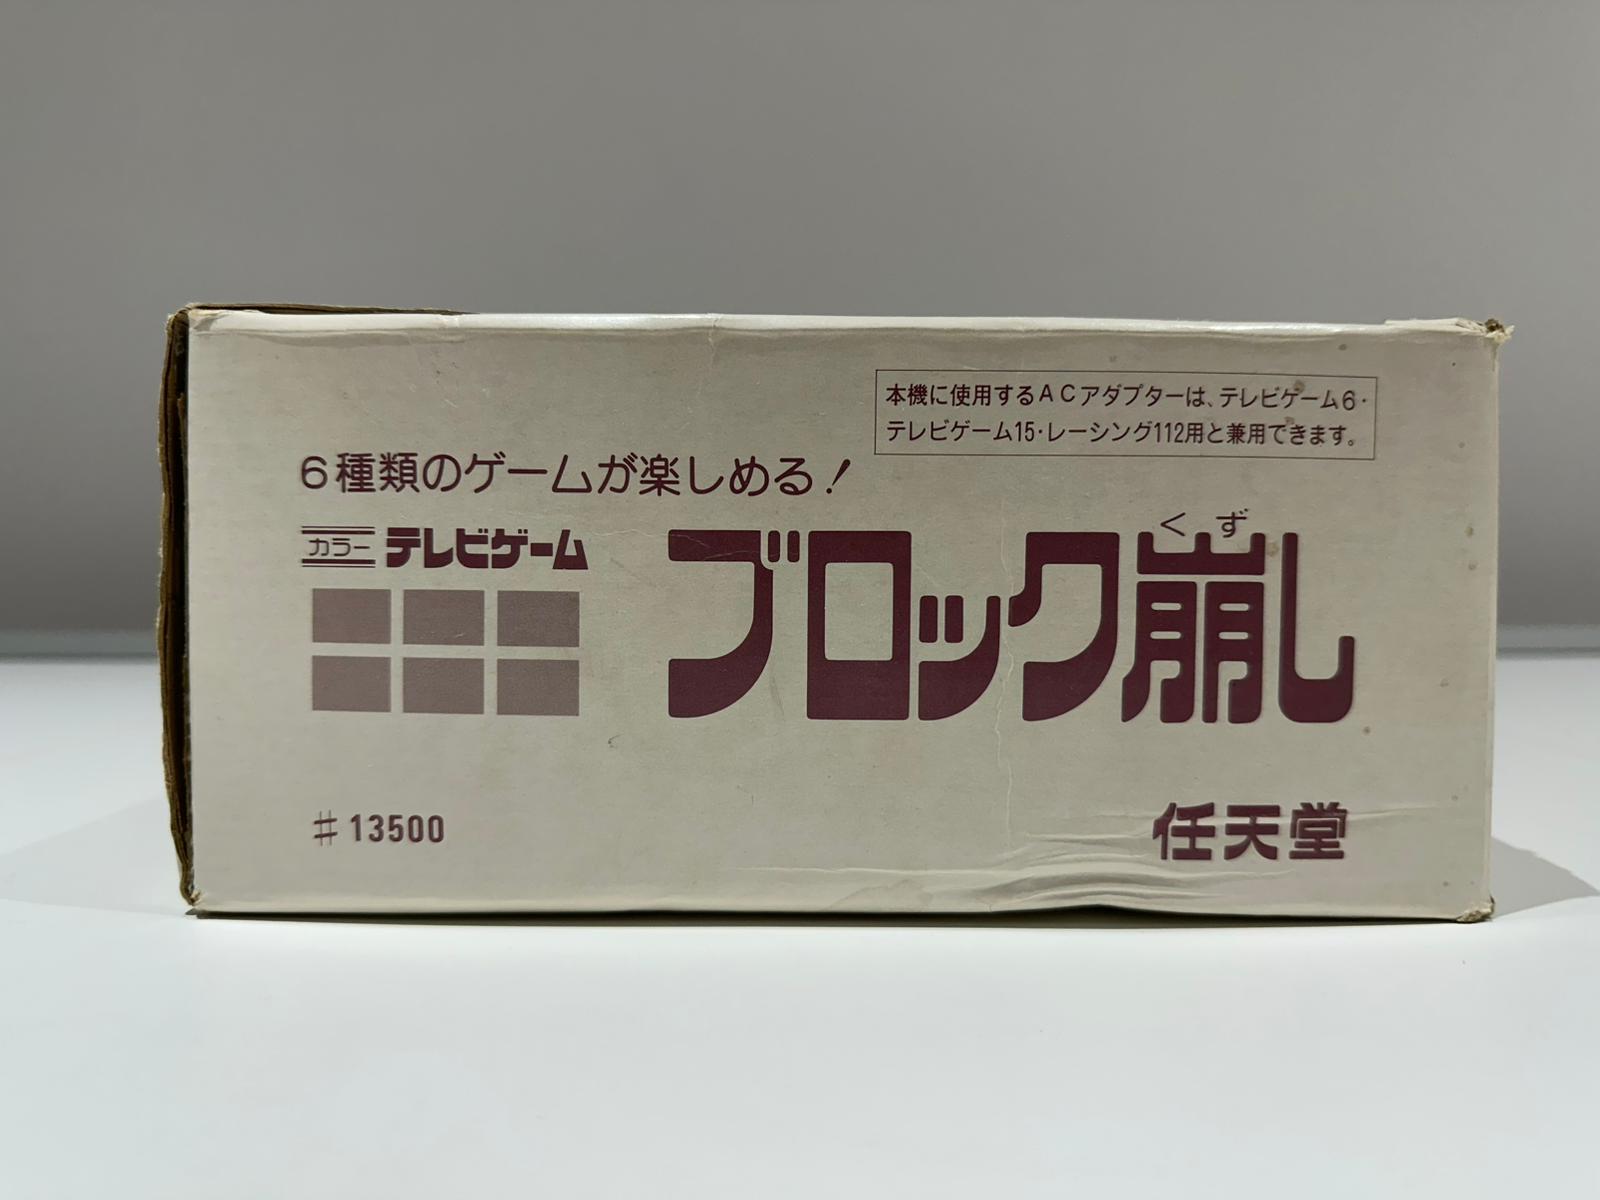 本機に使用するACアダプターは、テレビゲーム6・
テレビゲーム15・レーシング112用と兼用できます。
6種類のゲームが楽しめる!
カラー テレビゲーム
くず
ブロック崩し
#13500
任天堂